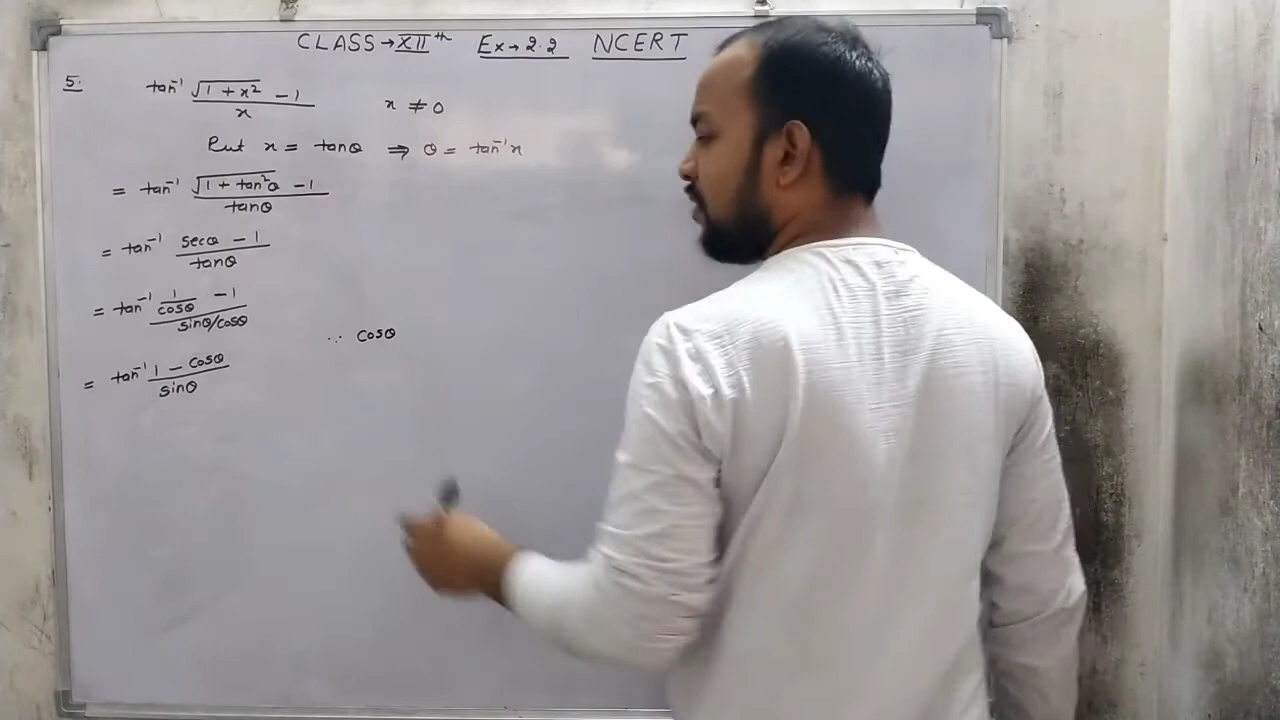 CLASS → XIIth Ex → 2.2 NCERT
5. tan⁻¹ (√(1 + x²) − 1)/x x ≠ 0
Put x = tanθ ⇒ θ = tan⁻¹x
= tan⁻¹ (√(1 + tan²θ) − 1)/tanθ
= tan⁻¹ (secθ − 1)/tanθ
= tan⁻¹ (1/cosθ − 1)/(sinθ/cosθ)
∵ cosθ
= tan⁻¹ (1 − cosθ)/sinθ